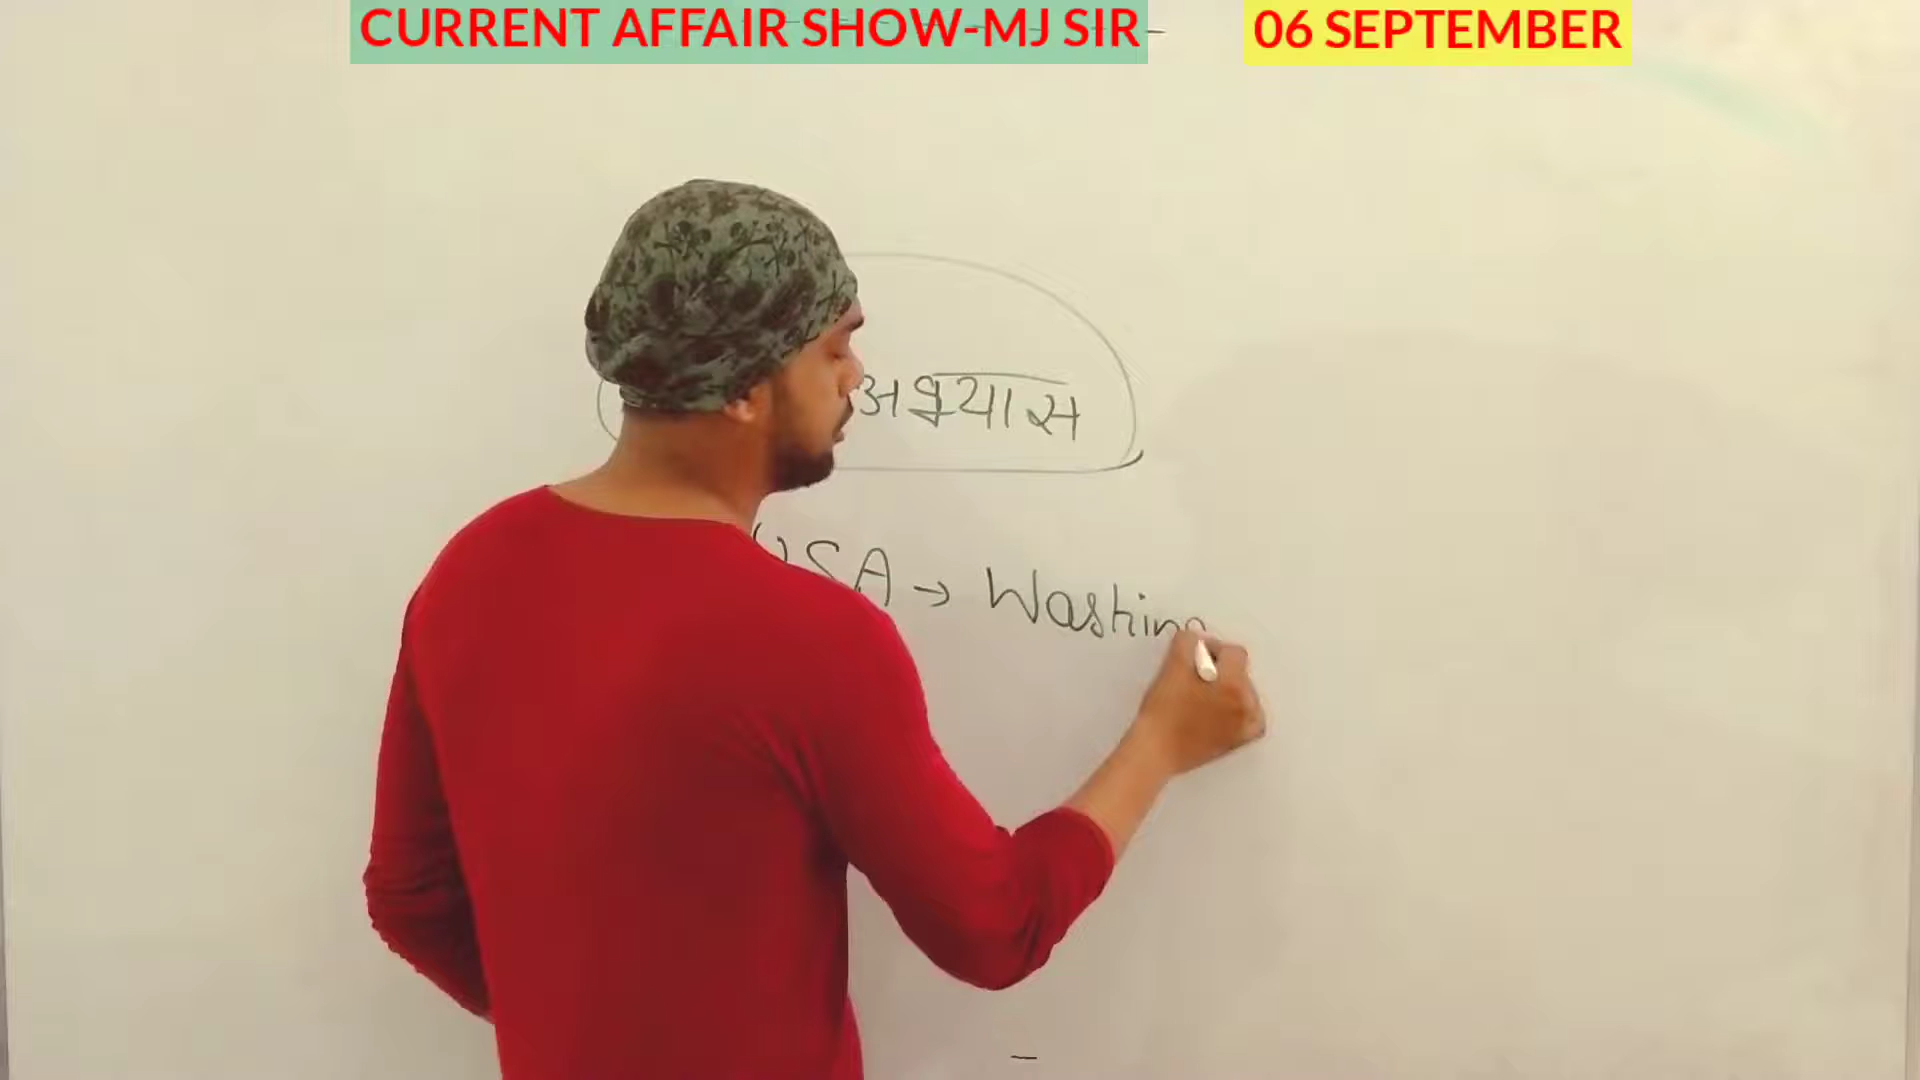 CURRENT AFFAIR SHOW-MJ SIR
06 SEPTEMBER
अभ्यास
USA → Washing